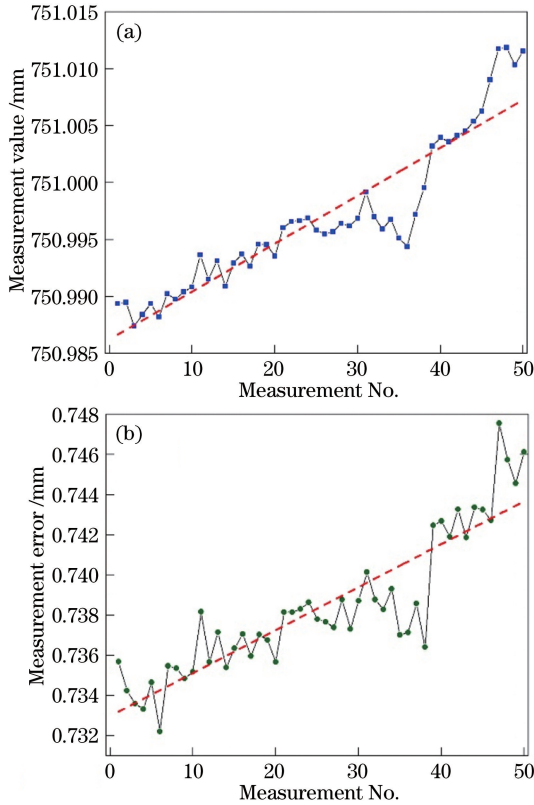 751.015
(a)
751.010
751.005
751.000
750.995
750.990
750.985
Measurement value /mm
0 10 20 30 40 50
Measurement No.
0.748
(b)
0.746
0.744
0.742
0.740
0.738
0.736
0.734
0.732
Measurement error /mm
0 10 20 30 40 50
Measurement No.